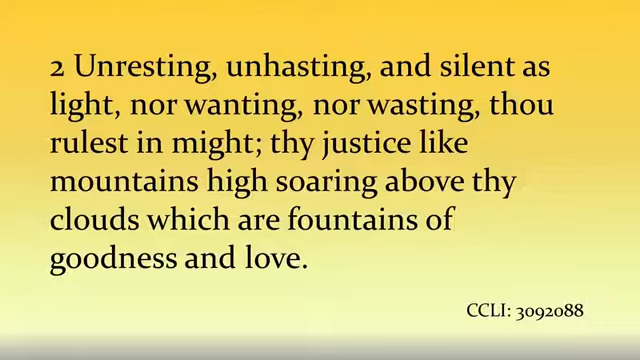 2 Unresting, unhasting, and silent as
light, nor wanting, nor wasting, thou
rulest in might; thy justice like
mountains high soaring above thy
clouds which are fountains of
goodness and love.
CCLI: 3092088